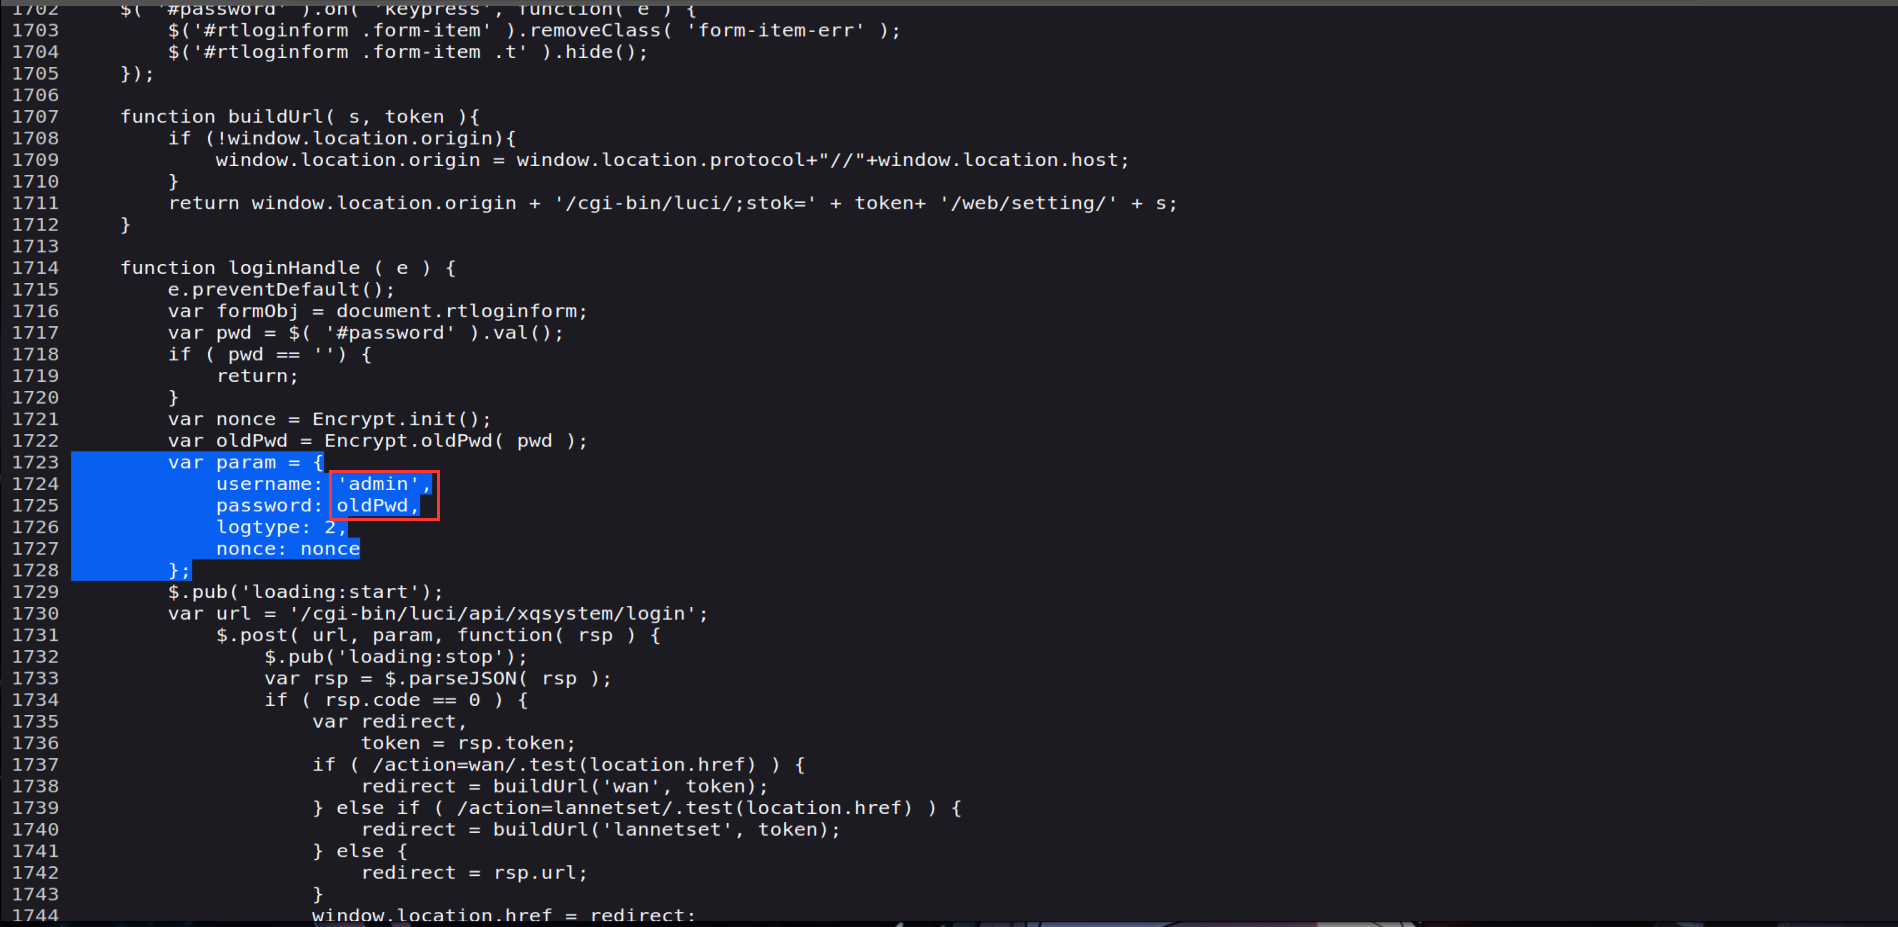 1702     $( '#password' ).on( 'keypress', function( e ) {
1703         $('#rtloginform .form-item' ).removeClass( 'form-item-err' );
1704         $('#rtloginform .form-item .t' ).hide();
1705     });
1706
1707     function buildUrl( s, token ){
1708         if (!window.location.origin){
1709             window.location.origin = window.location.protocol+"//"+window.location.host;
1710         }
1711         return window.location.origin + '/cgi-bin/luci/;stok=' + token+ '/web/setting/' + s;
1712     }
1713
1714     function loginHandle ( e ) {
1715         e.preventDefault();
1716         var formObj = document.rtloginform;
1717         var pwd = $( '#password' ).val();
1718         if ( pwd == '') {
1719             return;
1720         }
1721         var nonce = Encrypt.init();
1722         var oldPwd = Encrypt.oldPwd( pwd );
1723         var param = {
1724             username: 'admin',
1725             password: oldPwd,
1726             logtype: 2,
1727             nonce: nonce
1728         };
1729         $.pub('loading:start');
1730         var url = '/cgi-bin/luci/api/xqsystem/login';
1731             $.post( url, param, function( rsp ) {
1732                 $.pub('loading:stop');
1733                 var rsp = $.parseJSON( rsp );
1734                 if ( rsp.code == 0 ) {
1735                     var redirect,
1736                         token = rsp.token;
1737                     if ( /action=wan/.test(location.href) ) {
1738                         redirect = buildUrl('wan', token);
1739                     } else if ( /action=lannetset/.test(location.href) ) {
1740                         redirect = buildUrl('lannetset', token);
1741                     } else {
1742                         redirect = rsp.url;
1743                     }
1744                     window.location.href = redirect;